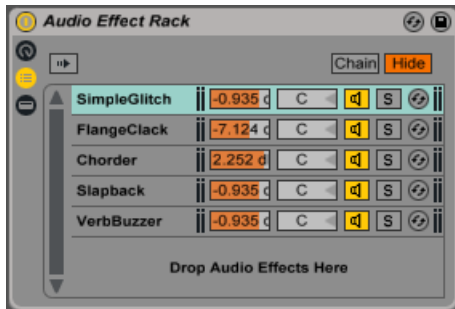 Audio Effect Rack
Chain Hide
SimpleGlitch -0.935 d C S
FlangeClack -7.124 d C S
Chorder 2.252 d C S
Slapback -0.935 d C S
VerbBuzzer -0.935 d C S
Drop Audio Effects Here